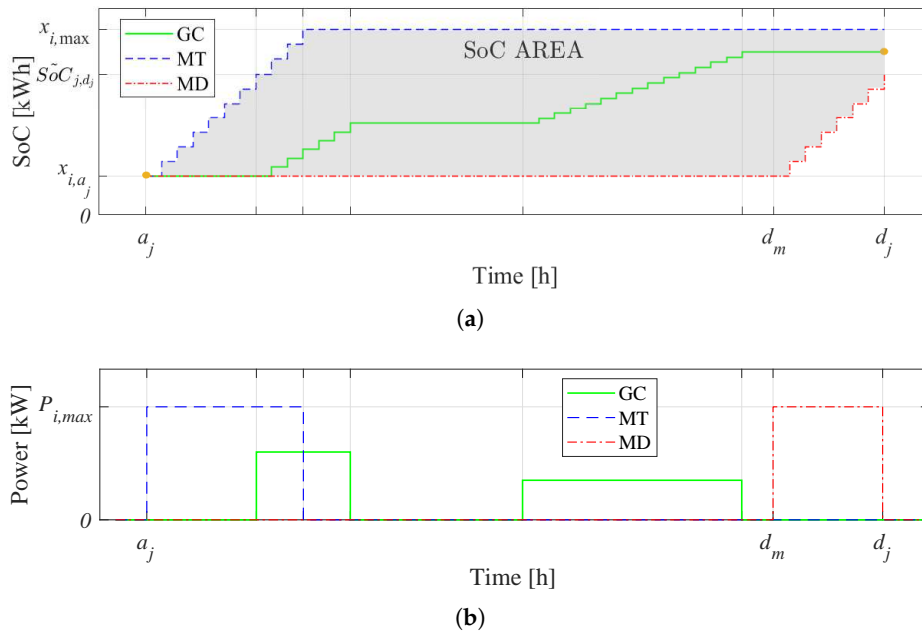 x_{i,max}
GC
MT
MD
SoC AREA
S̃oC_{j,d_j}
SoC [kWh]
x_{i,a_j}
0
a_j d_m d_j
Time [h]
(a)
P_{i,max}
GC
MT
MD
Power [kW]
0
a_j d_m d_j
Time [h]
(b)